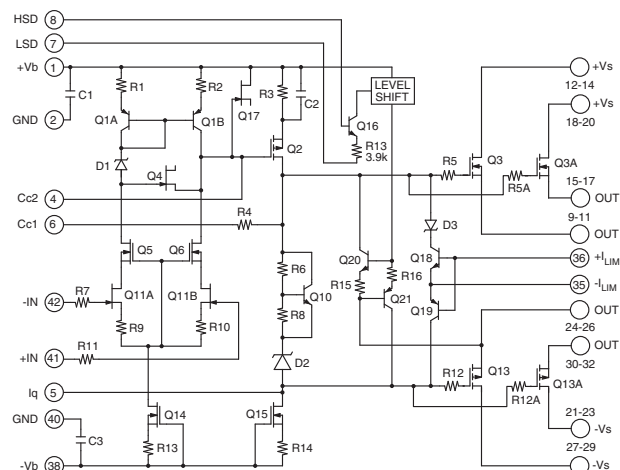 HSD 8
LSD 7
+Vb 1
R1
R2
R3
C1
C2
GND 2
Q1A
Q1B
Q17
Q2
LEVEL
SHIFT
Q16
R13
3.9k
+Vs
12-14
+Vs
18-20
D1
Q4
Cc2 4
Cc1 6
R4
R5
Q3
Q3A
R5A
15-17
OUT
9-11
OUT
D3
Q5
Q6
Q20
Q18
36 +ILIM
R6
R16
Q10
R15
Q21
35 -ILIM
Q19
-IN 42
R7
Q11A
Q11B
R8
R9
R10
OUT
24-26
+IN 41
R11
D2
OUT
30-32
R12
Q13
Q13A
R12A
Iq 5
GND 40
Q14
Q15
21-23
-Vs
C3
R13
R14
27-29
-Vs
-Vb 38